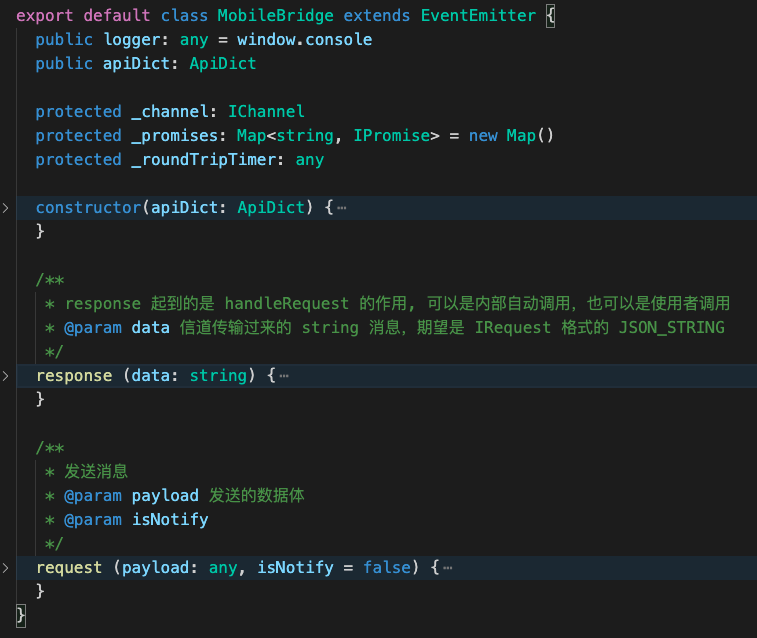 export default class MobileBridge extends EventEmitter {
public logger: any = window.console
public apiDict: ApiDict
protected _channel: IChannel
protected _promises: Map<string, IPromise> = new Map()
protected _roundTripTimer: any
constructor(apiDict: ApiDict) {⋯
}
/**
* response 起到的是 handleRequest 的作用, 可以是内部自动调用，也可以是使用者调用
* @param data 信道传输过来的 string 消息，期望是 IRequest 格式的 JSON_STRING
*/
response (data: string) {⋯
}
/**
* 发送消息
* @param payload 发送的数据体
* @param isNotify
*/
request (payload: any, isNotify = false) {⋯
}
}